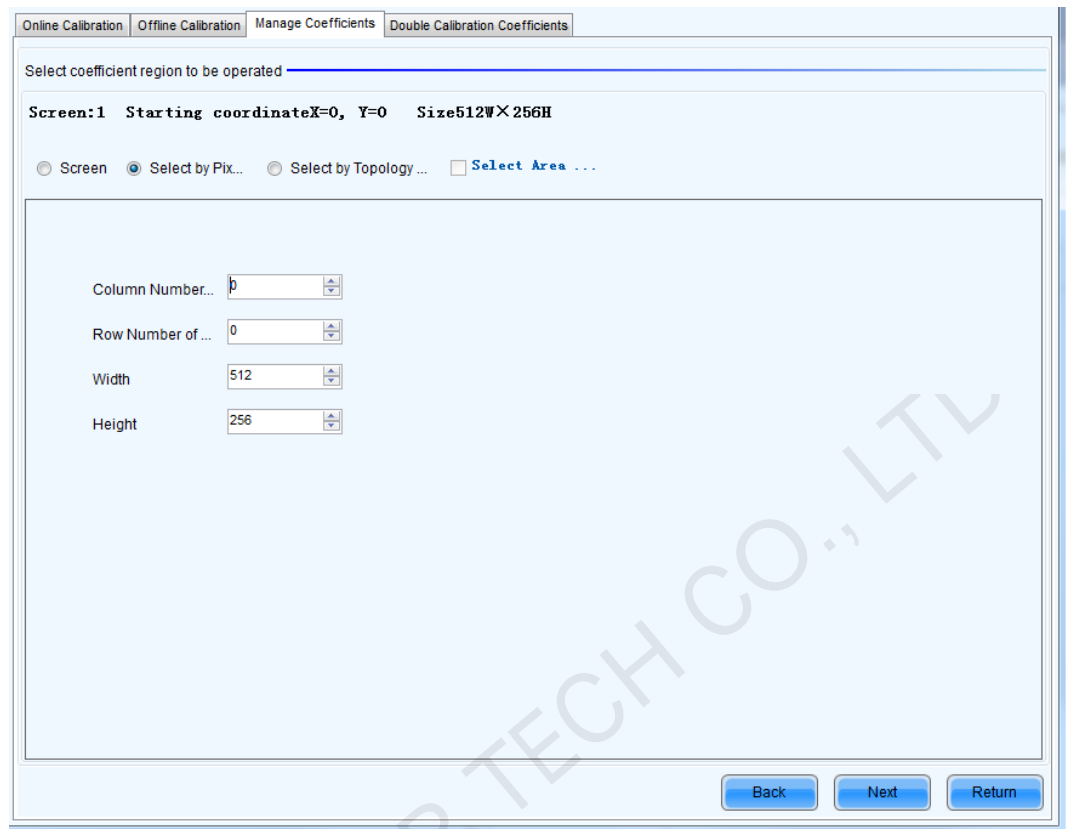 Online Calibration Offline Calibration Manage Coefficients Double Calibration Coefficients
Select coefficient region to be operated
Screen:1 Starting coordinateX=0, Y=0 Size512W×256H
Screen Select by Pix... Select by Topology ... Select Area ...
Column Number... 0
Row Number of ... 0
Width 512
Height 256
TECH CO., LTD
Back Next Return